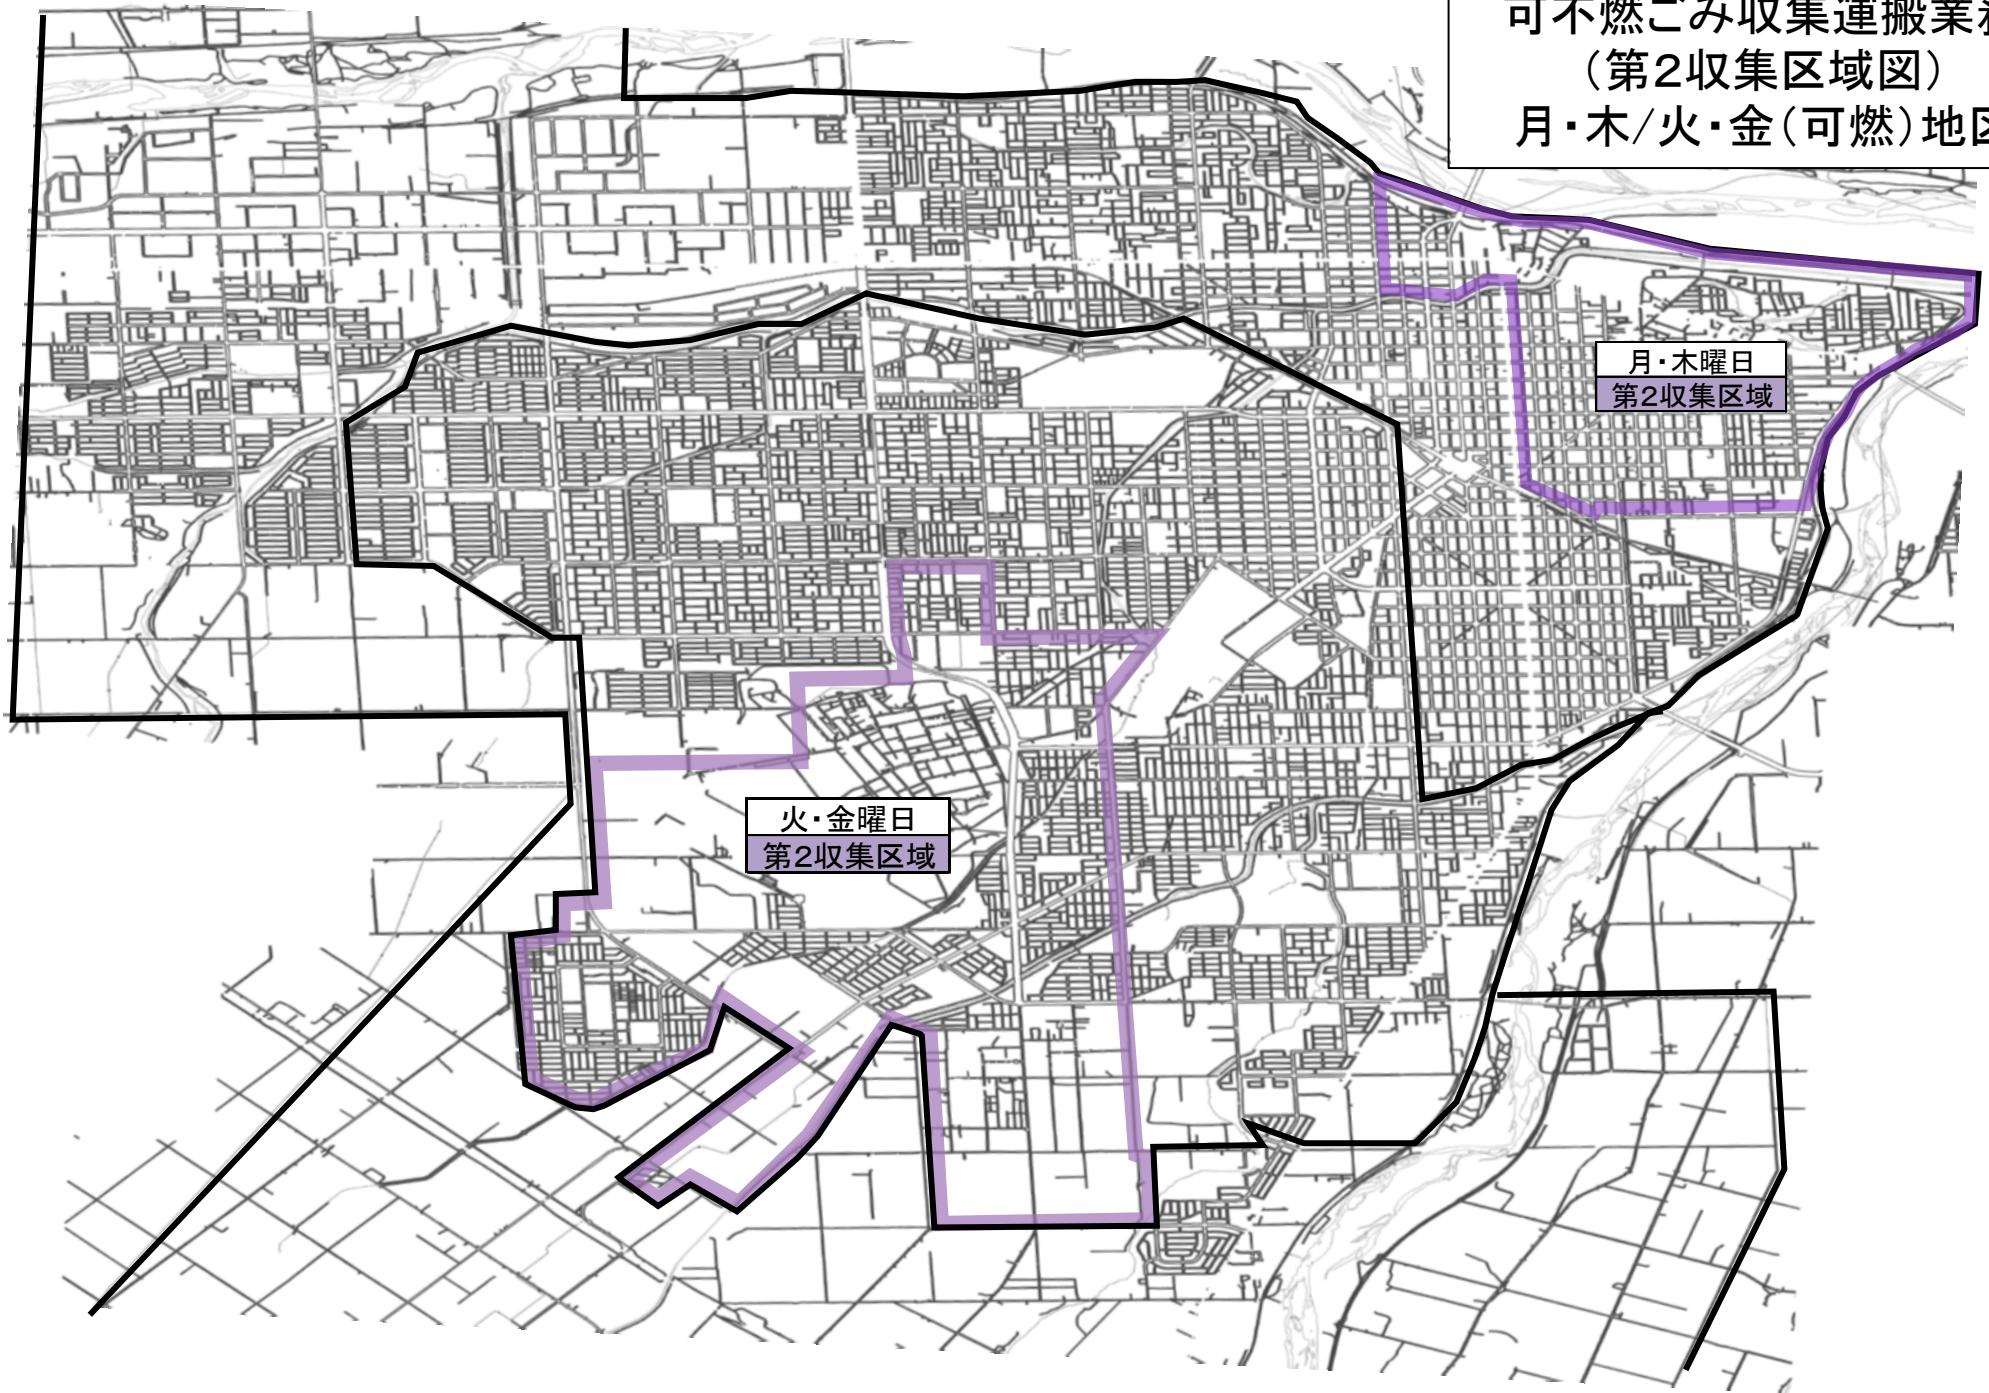 可不燃ごみ収集運搬業務
（第2収集区域図）
月・木/火・金（可燃）地区
月・木曜日
第2収集区域
火・金曜日
第2収集区域